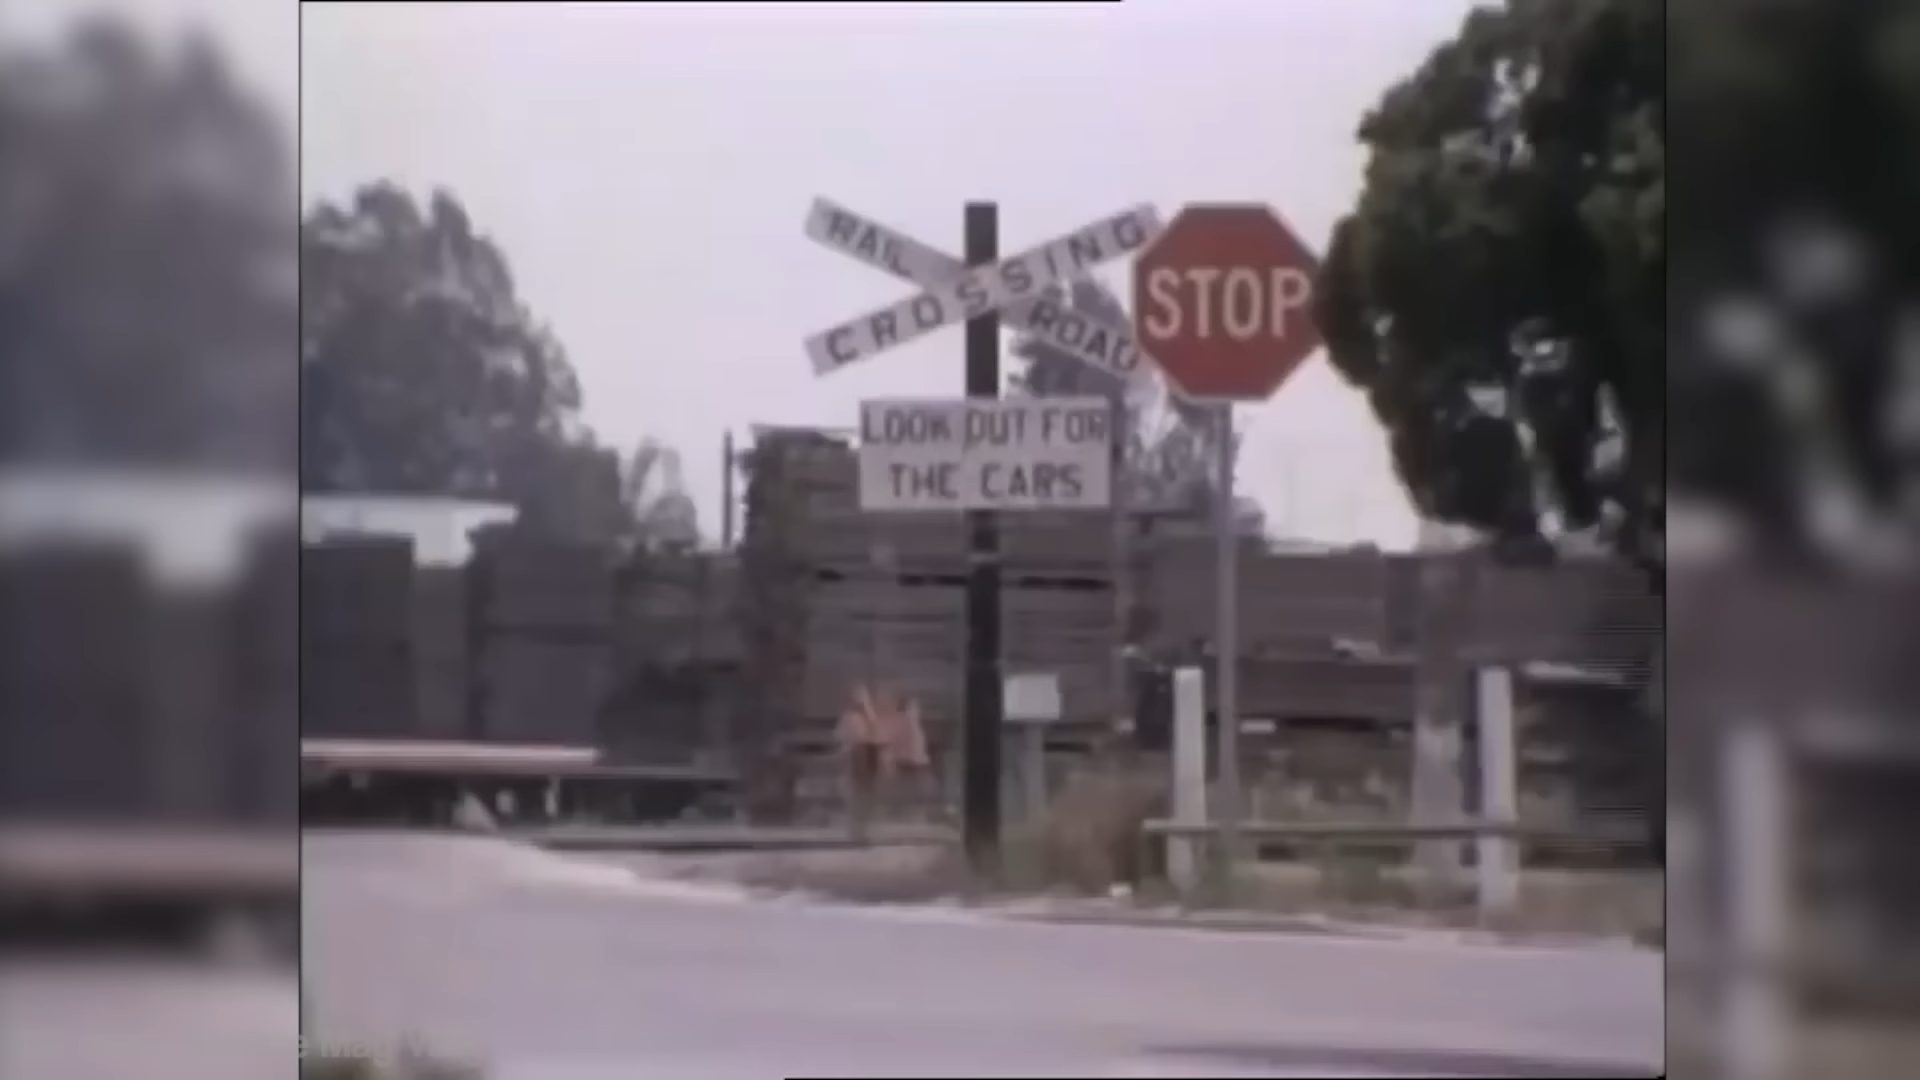 RAIL ROAD
CROSSING
STOP
LOOK OUT FOR
THE CARS